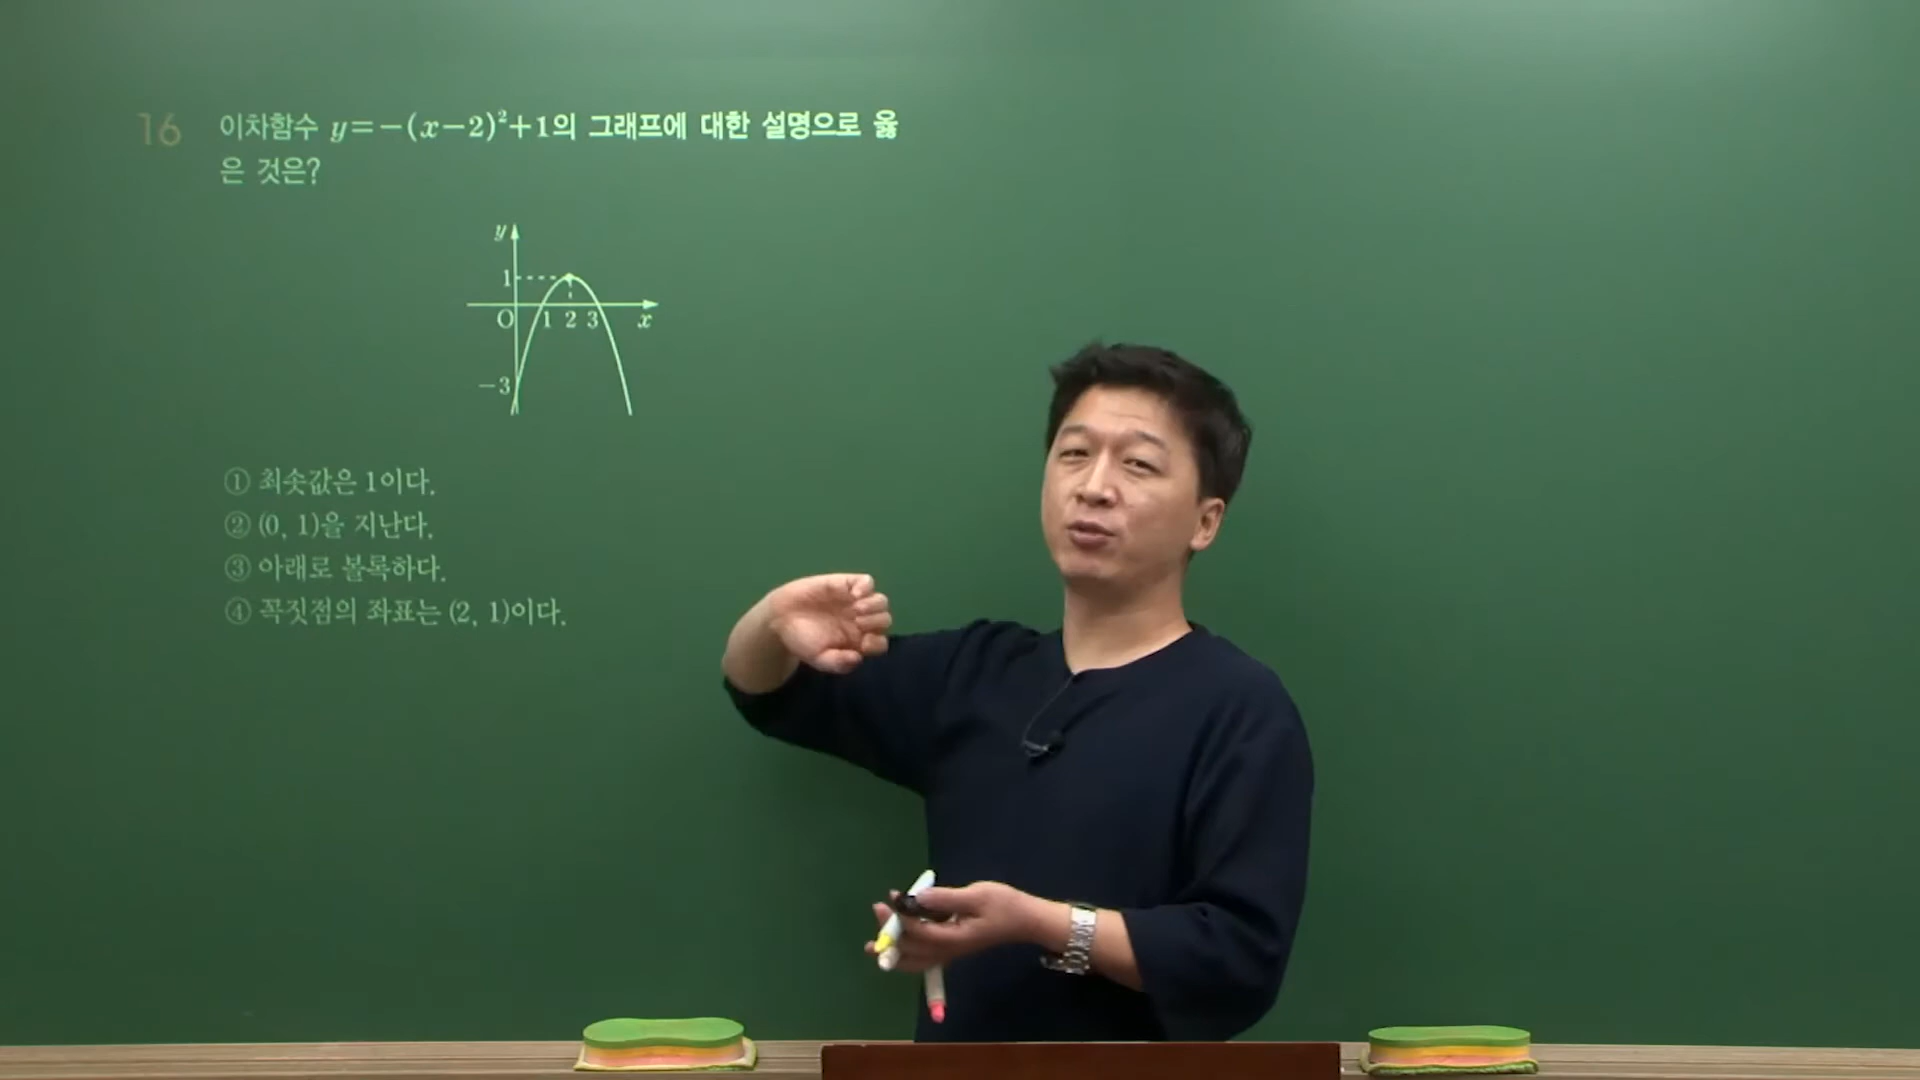 16 이차함수 y=-(x-2)²+1의 그래프에 대한 설명으로 옳
은 것은?
y
1
O 1 2 3 x
-3
① 최솟값은 1이다.
② (0, 1)을 지난다.
③ 아래로 볼록하다.
④ 꼭짓점의 좌표는 (2, 1)이다.